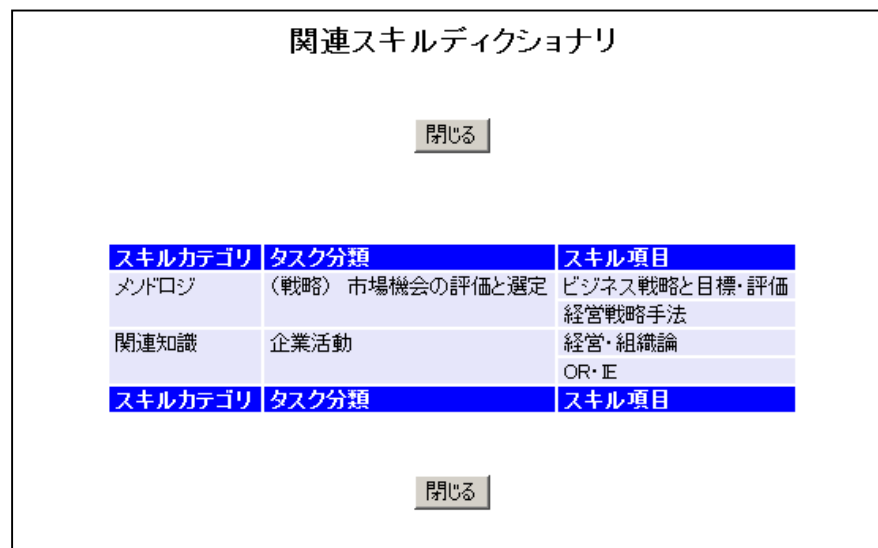 関連スキルディクショナリ
閉じる
スキルカテゴリ タスク分類 スキル項目
メソドロジ （戦略） 市場機会の評価と選定 ビジネス戦略と目標・評価
経営戦略手法
関連知識 企業活動 経営・組織論
OR・IE
スキルカテゴリ タスク分類 スキル項目
閉じる